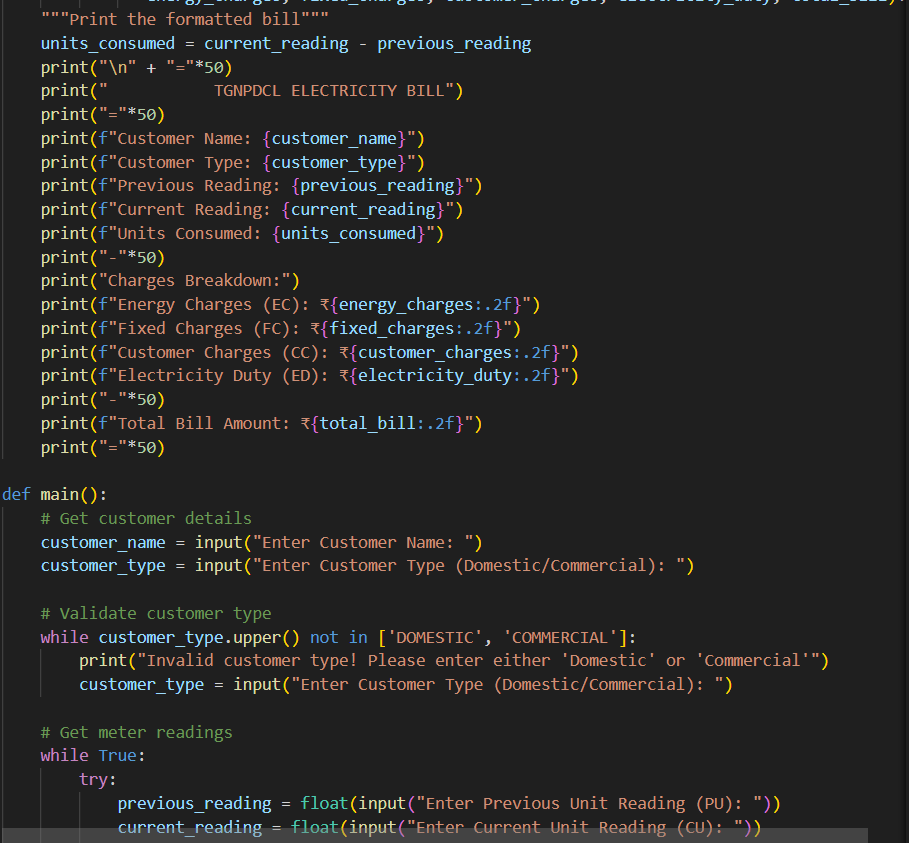 energy_charges, fixed_charges, customer_charges, electricity_duty, total_bill):
    """Print the formatted bill"""
    units_consumed = current_reading - previous_reading
    print("\n" + "="*50)
    print("           TGNPDCL ELECTRICITY BILL")
    print("="*50)
    print(f"Customer Name: {customer_name}")
    print(f"Customer Type: {customer_type}")
    print(f"Previous Reading: {previous_reading}")
    print(f"Current Reading: {current_reading}")
    print(f"Units Consumed: {units_consumed}")
    print("-"*50)
    print("Charges Breakdown:")
    print(f"Energy Charges (EC): ₹{energy_charges:.2f}")
    print(f"Fixed Charges (FC): ₹{fixed_charges:.2f}")
    print(f"Customer Charges (CC): ₹{customer_charges:.2f}")
    print(f"Electricity Duty (ED): ₹{electricity_duty:.2f}")
    print("-"*50)
    print(f"Total Bill Amount: ₹{total_bill:.2f}")
    print("="*50)

def main():
    # Get customer details
    customer_name = input("Enter Customer Name: ")
    customer_type = input("Enter Customer Type (Domestic/Commercial): ")

    # Validate customer type
    while customer_type.upper() not in ['DOMESTIC', 'COMMERCIAL']:
        print("Invalid customer type! Please enter either 'Domestic' or 'Commercial'")
        customer_type = input("Enter Customer Type (Domestic/Commercial): ")

    # Get meter readings
    while True:
        try:
            previous_reading = float(input("Enter Previous Unit Reading (PU): "))
            current_reading = float(input("Enter Current Unit Reading (CU): "))